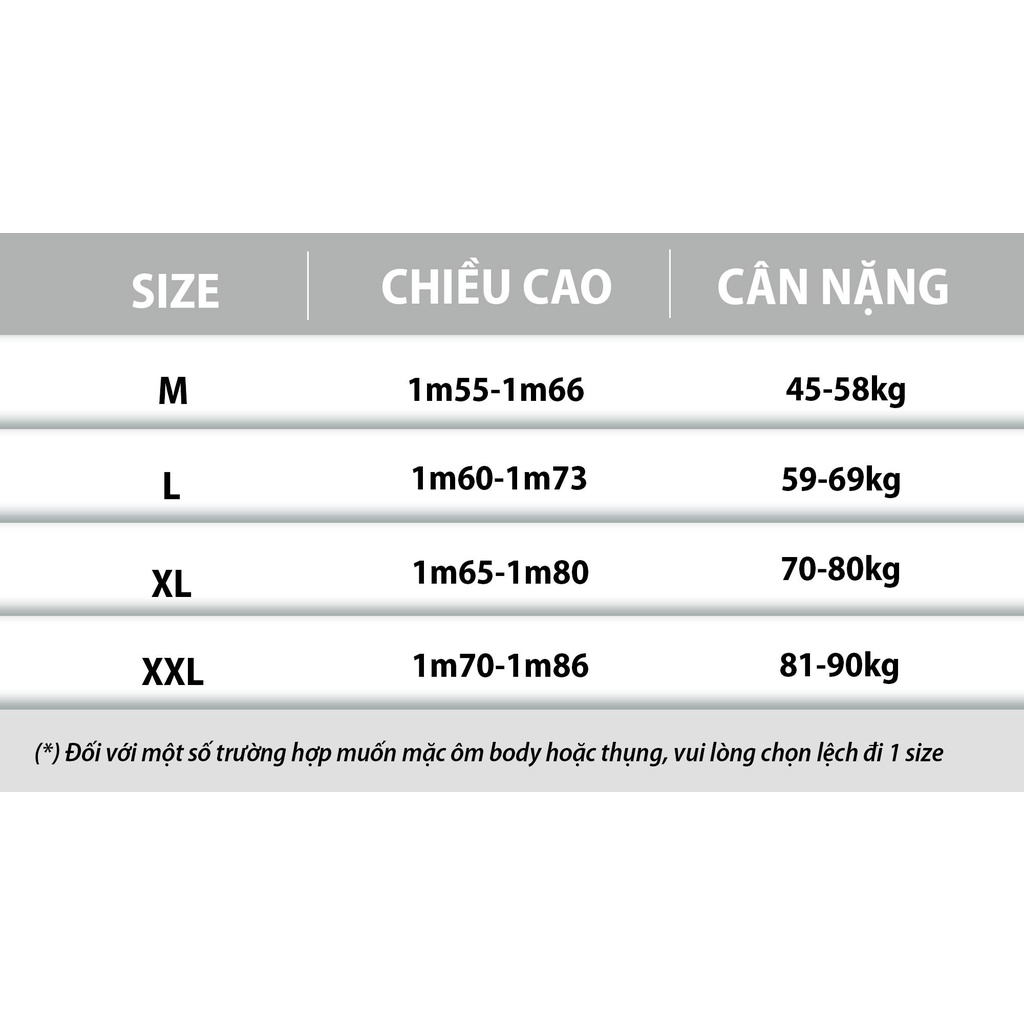 SIZE CHIỀU CAO CÂN NẶNG
M 1m55-1m66 45-58kg
L 1m60-1m73 59-69kg
XL 1m65-1m80 70-80kg
XXL 1m70-1m86 81-90kg
(*) Đối với một số trường hợp muốn mặc ôm body hoặc thụng, vui lòng chọn lệch đi 1 size